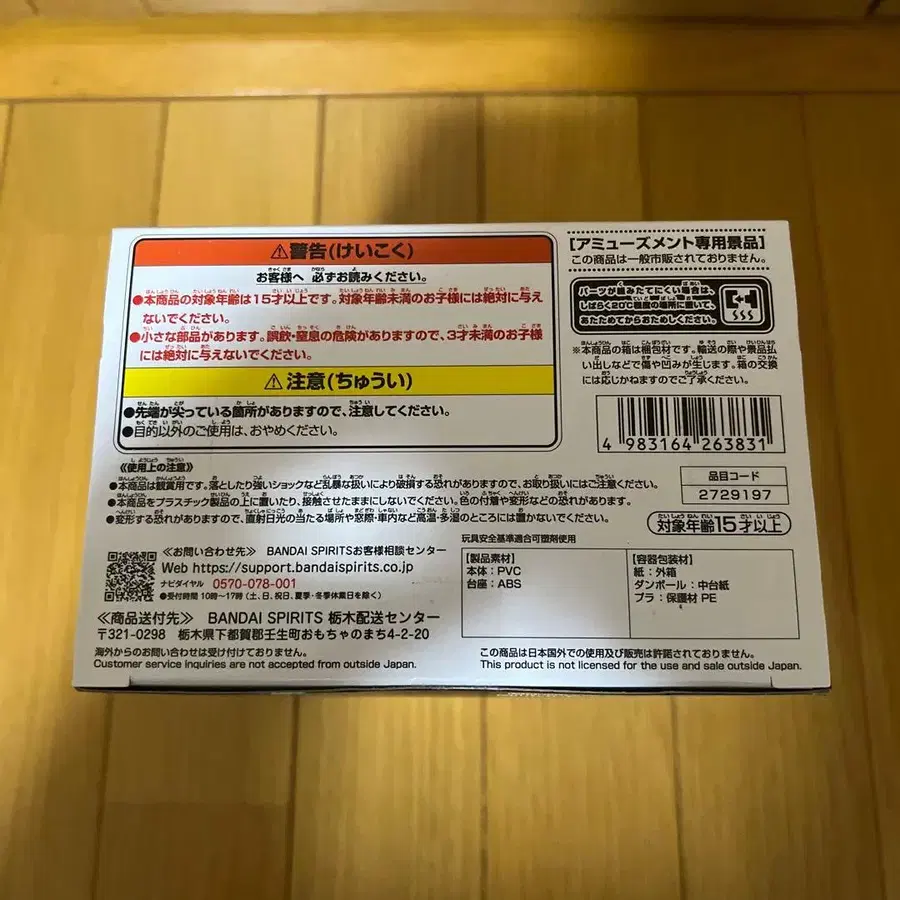 ⚠警告(けいこく)
お客様へ 必ずお読みください。
●本商品の対象年齢は15才以上です。対象年齢未満のお子様には絶対に与え
ないでください。
●小さな部品があります。誤飲・窒息の危険がありますので、3才未満のお子様
には絶対に与えないでください。
⚠注意(ちゅうい)
●先端が尖っている箇所がありますので、注意してください。
●目的以外のご使用は、おやめください。
[アミューズメント専用景品]
この商品は一般市販されておりません。
パーツが組みたてにくい場合は、
しばらく20℃程度の場所に置いて、
あたためてからお試しください。
※本商品の箱は梱包材です。輸送の際や景品払
い出しなどで傷や凹みが生じます。箱の交換
には応じかねますのでご了承ください。
4 983164 263831
品目コード
2729197
対象年齢15才以上
《使用上の注意》
●本商品は観賞用です。落としたり強いショックなど乱暴な扱いにより破損する恐れがありますので、お取り扱いにはご注意ください。
●本商品をプラスチック製品の上に置いたり、接触させたままにしないでください。色の付着や変形などの恐れがあります。
●変形する恐れがありますので、直射日光の当たる場所や窓際・車内など高温・多湿のところには置かないでください。
≪お問い合わせ先≫ BANDAI SPIRITSお客様相談センター
Web https://support.bandaispirits.co.jp
ナビダイヤル 0570-078-001
●受付時間 10時〜17時(土、日、祝日、夏季・冬季休業日を除く)
≪商品送付先≫ BANDAI SPIRITS 栃木配送センター
〒321-0298 栃木県下都賀郡壬生町おもちゃのまち4-2-20
海外からのお問い合わせは受け付けておりません。
Customer service inquiries are not accepted from outside Japan.
玩具安全基準適合可塑剤使用
【製品素材】
本体:PVC
台座:ABS
【容器包装材】
紙:外箱
ダンボール:中台紙
プラ:保護材 PE
この商品は日本国外での使用及び販売は許諾されておりません。
This product is not licensed for the use and sale outside Japan.